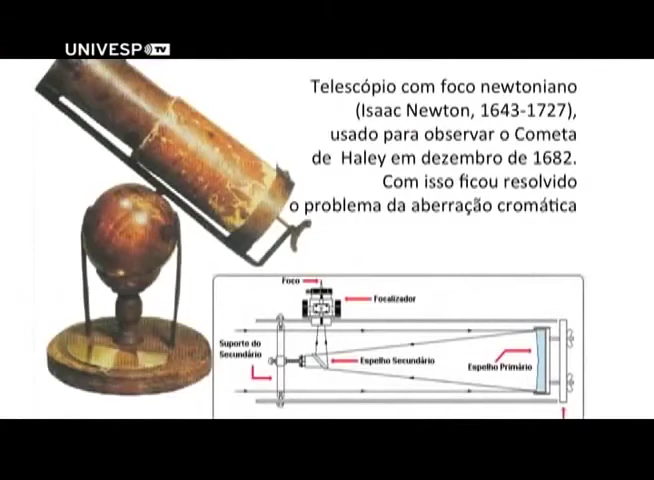 UNIVESP TV
Telescópio com foco newtoniano
(Isaac Newton, 1643-1727),
usado para observar o Cometa
de Haley em dezembro de 1682.
Com isso ficou resolvido
o problema da aberração cromática
Foco
Focalizador
Suporte do
Secundário
Espelho Secundário
Espelho Primário